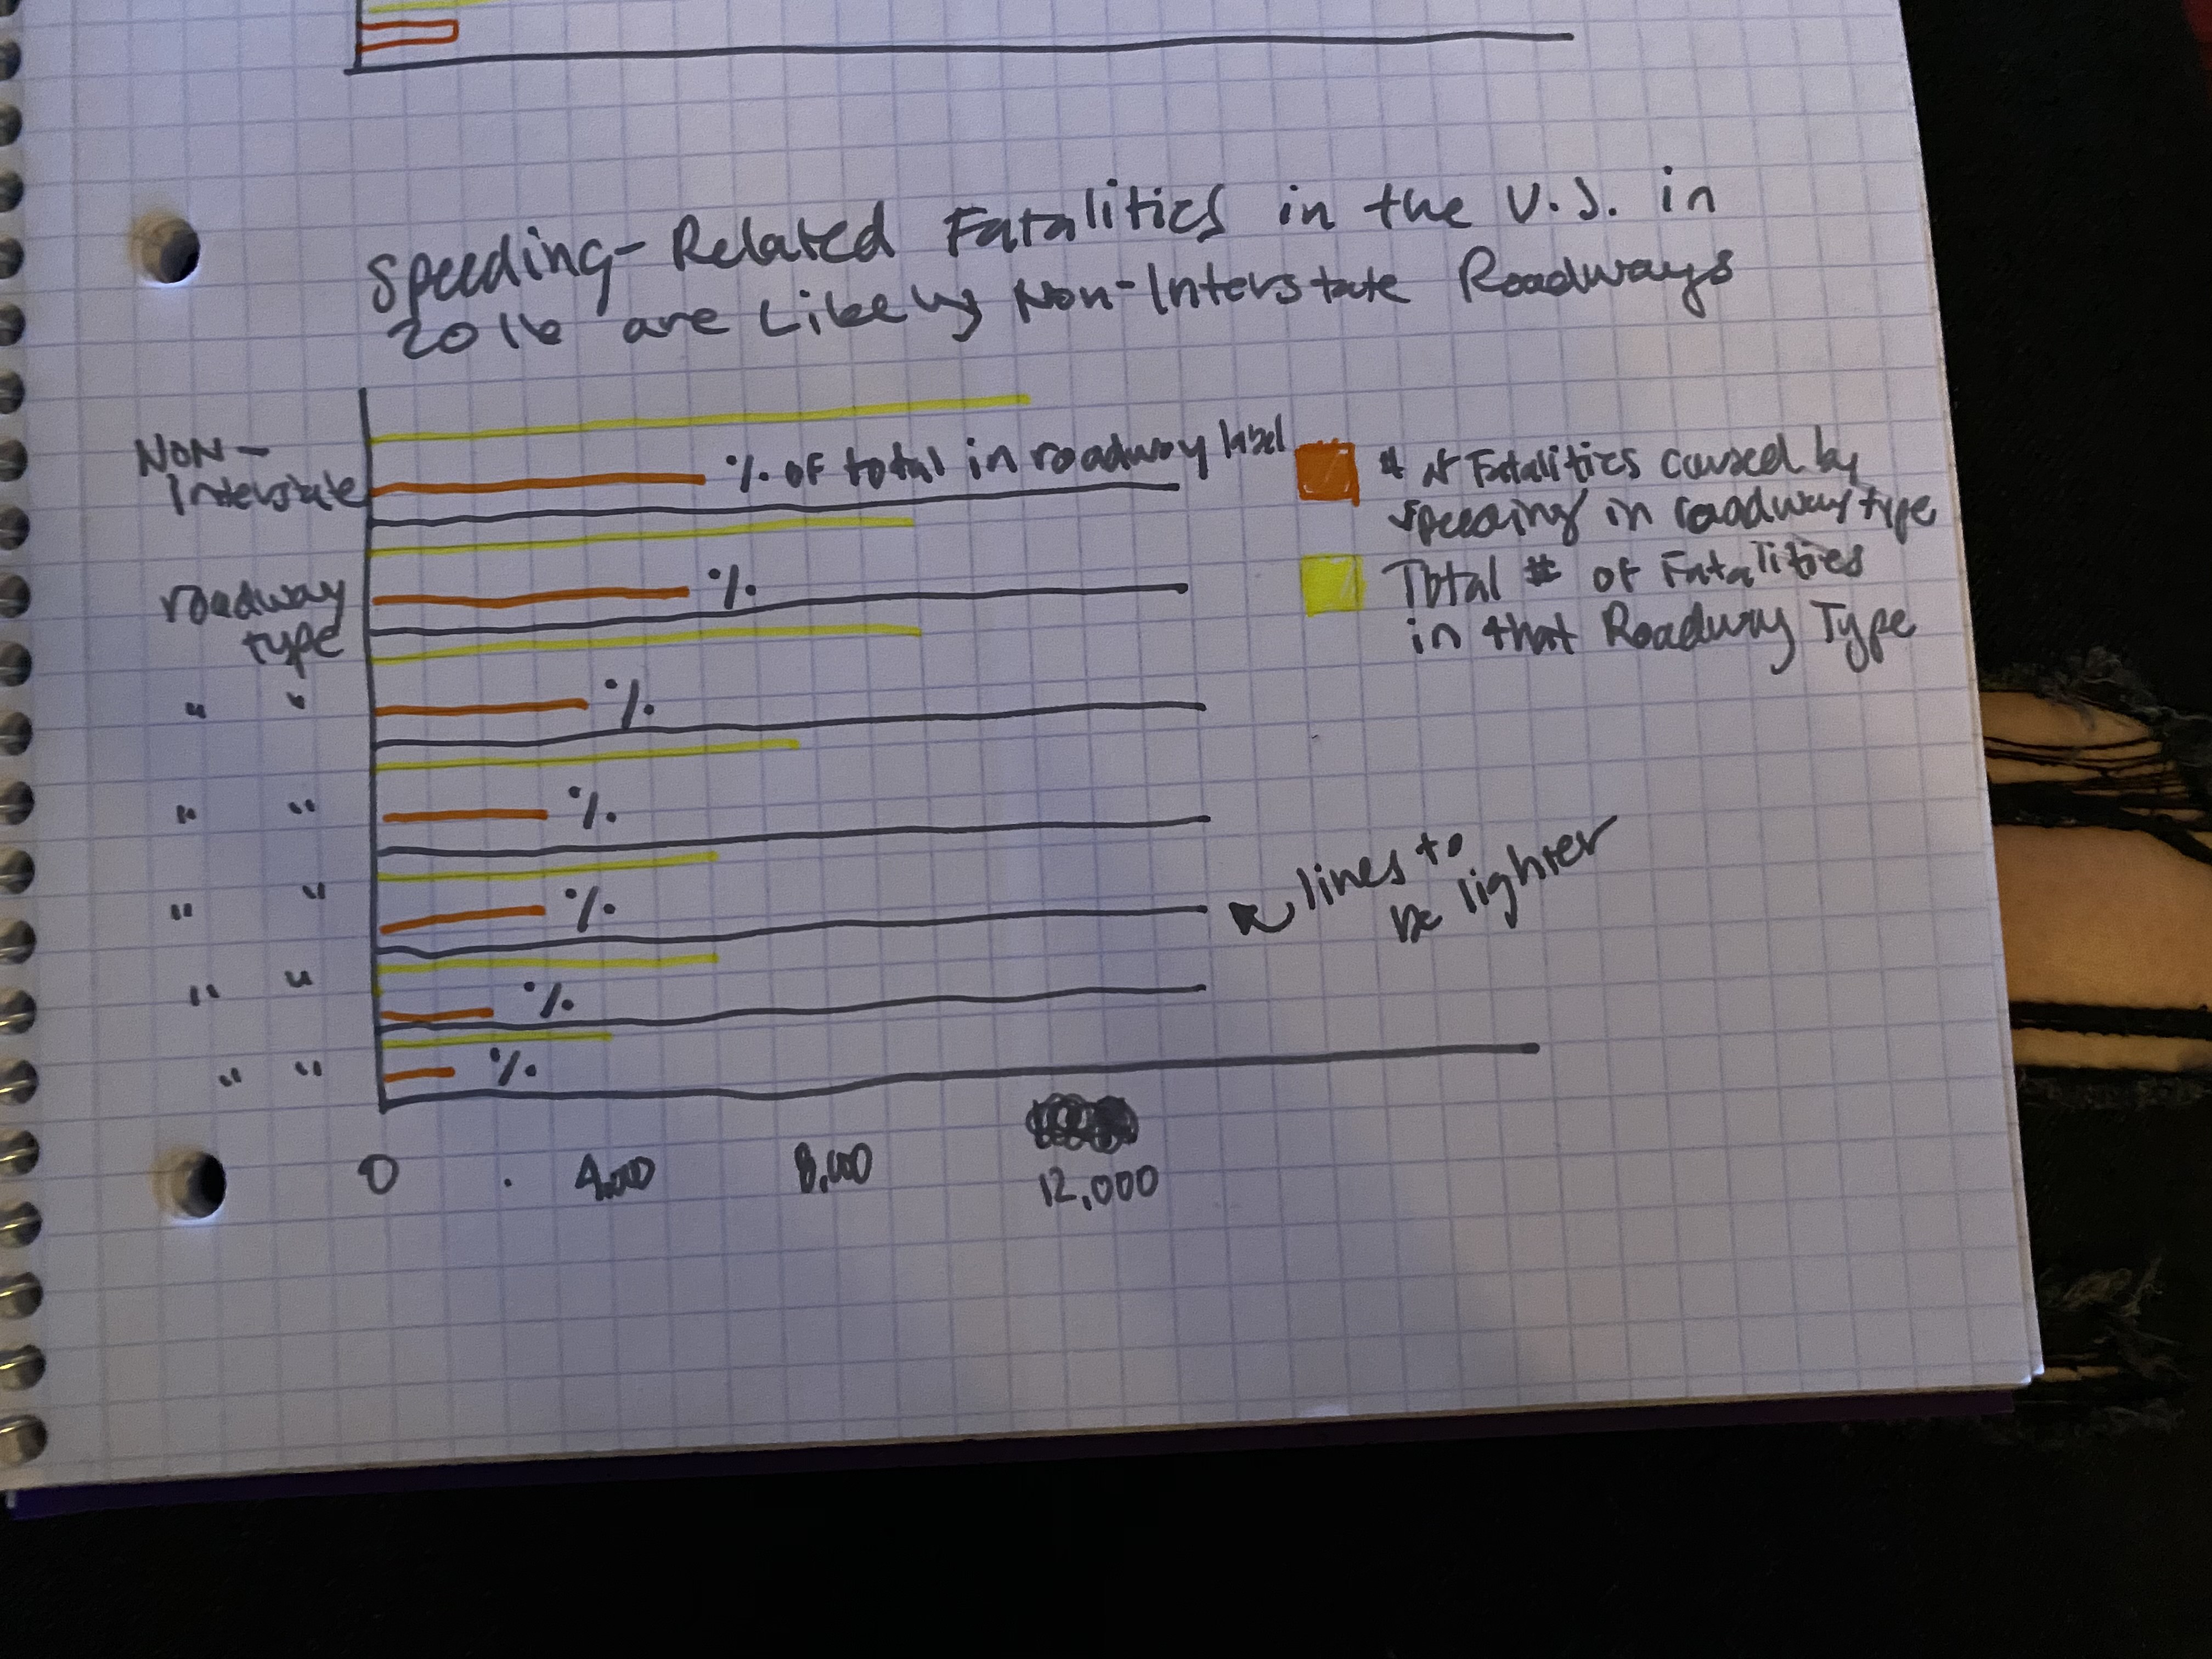 Speeding-Related Fatalities in the U.S. in
2016 are Likely Non-Interstate Roadways
Non-
Interstate
% of total in roadway label
# of Fatalities caused by
speeding in roadway type
Total # of Fatalities
in that Roadway Type
roadway
type
%
" "
%
" "
%
" "
%
lines to
be lighter
" "
%
" "
%
0 4,000 8,000
12,000